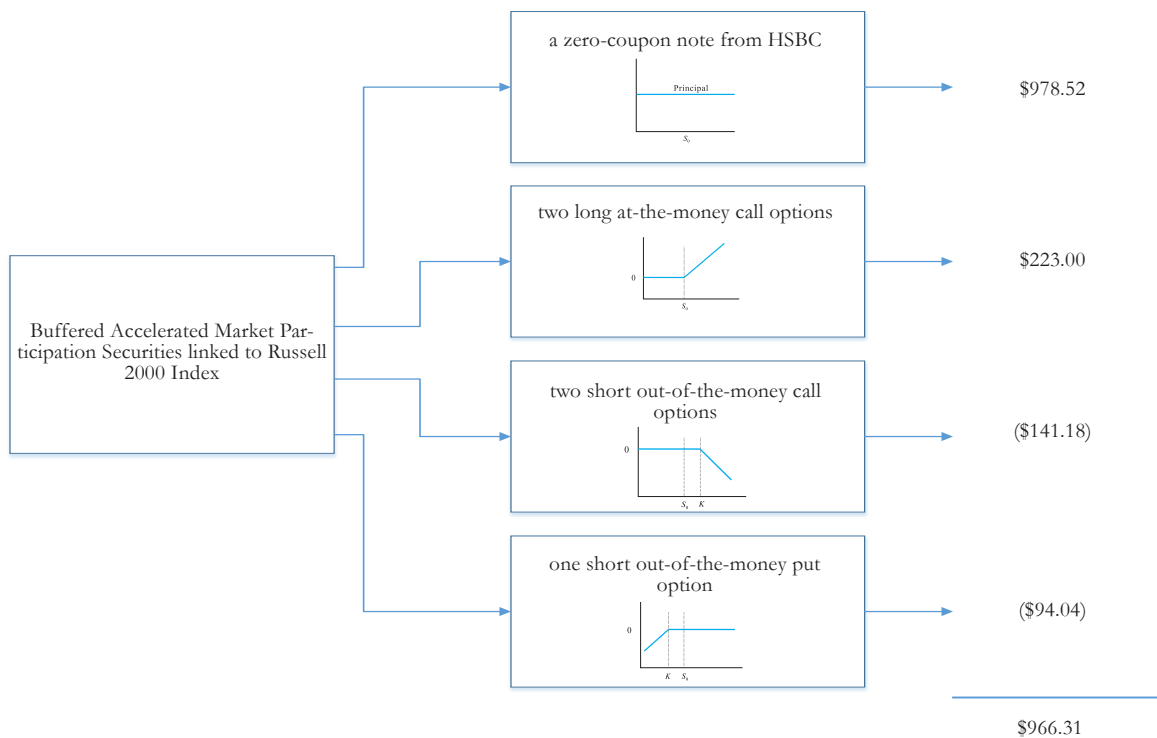 a zero-coupon note from HSBC
Principal
S₀
$978.52
two long at-the-money call options
0
S₀
$223.00
Buffered Accelerated Market Par-
ticipation Securities linked to Russell
2000 Index
two short out-of-the-money call
options
0
S₀ K
($141.18)
one short out-of-the-money put
option
0
K S₀
($94.04)
$966.31